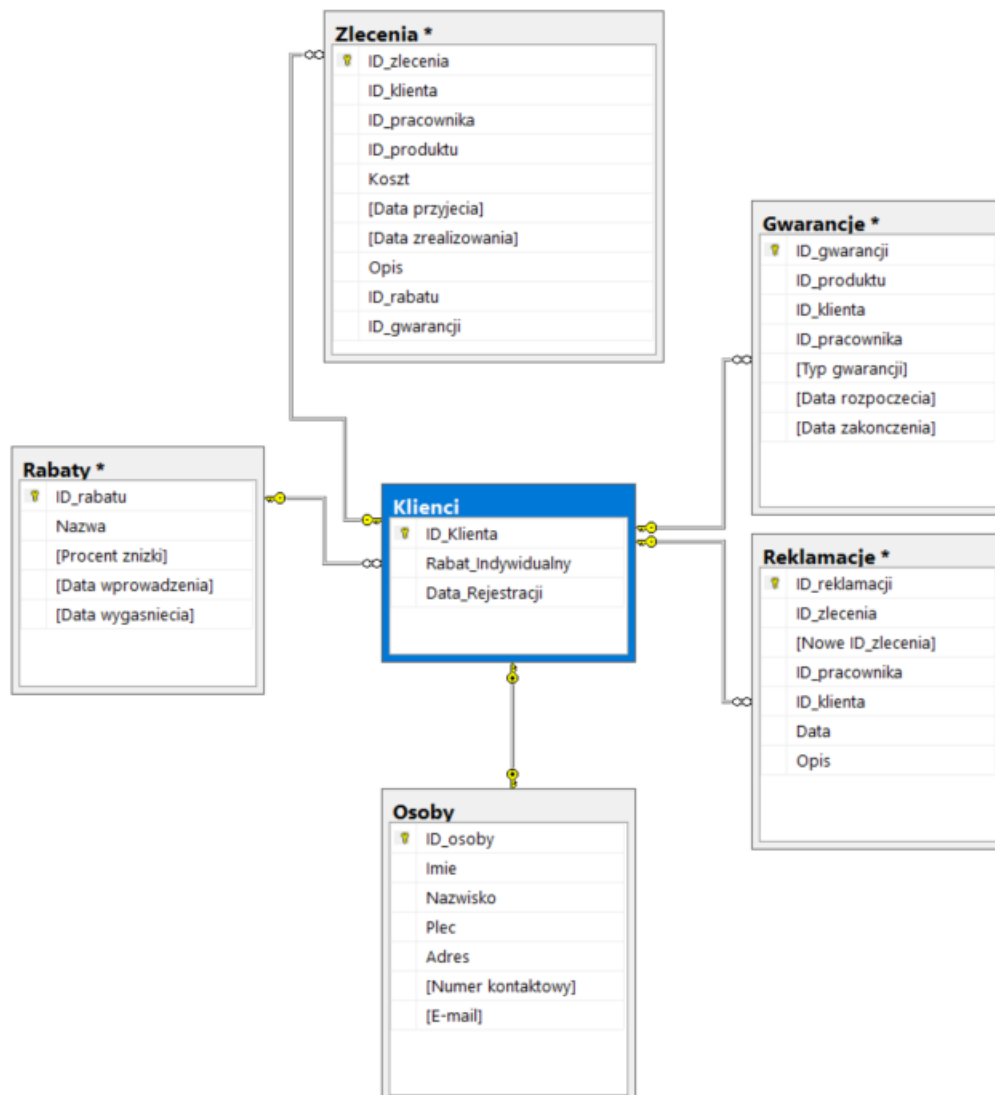 Zlecenia *
ID_zlecenia
ID_klienta
ID_pracownika
ID_produktu
Koszt
[Data przyjecia]
[Data zrealizowania]
Opis
ID_rabatu
ID_gwarancji
Gwarancje *
ID_gwarancji
ID_produktu
ID_klienta
ID_pracownika
[Typ gwarancji]
[Data rozpoczecia]
[Data zakonczenia]
Rabaty *
ID_rabatu
Nazwa
[Procent znizki]
[Data wprowadzenia]
[Data wygasniecia]
Klienci
ID_Klienta
Rabat_Indywidualny
Data_Rejestracji
Reklamacje *
ID_reklamacji
ID_zlecenia
[Nowe ID_zlecenia]
ID_pracownika
ID_klienta
Data
Opis
Osoby
ID_osoby
Imie
Nazwisko
Plec
Adres
[Numer kontaktowy]
[E-mail]